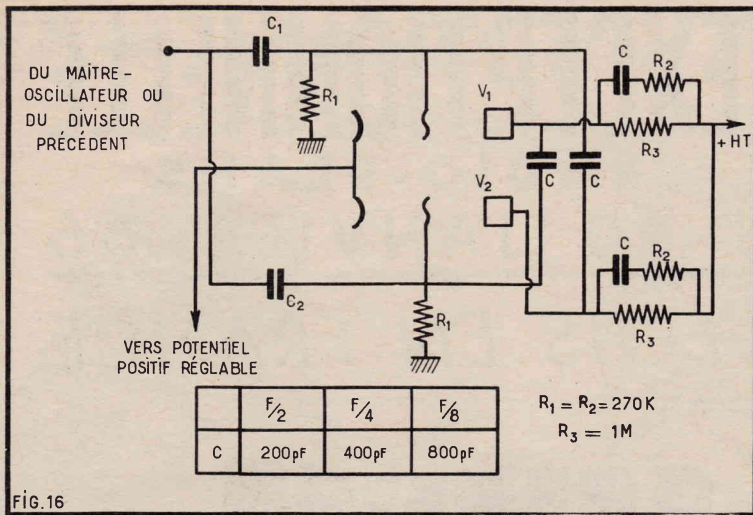 C₁
DU MAÎTRE-
OSCILLATEUR OU
DU DIVISEUR
PRÉCÉDENT
R₁
V₁
C
R₂
R₃
+HT
C
C
V₂
C
R₂
R₃
C₂
R₁
VERS POTENTIEL
POSITIF RÉGLABLE
F/2 F/4 F/8
C 200pF 400pF 800pF
R₁ = R₂ = 270K
R₃ = 1M
FIG.16